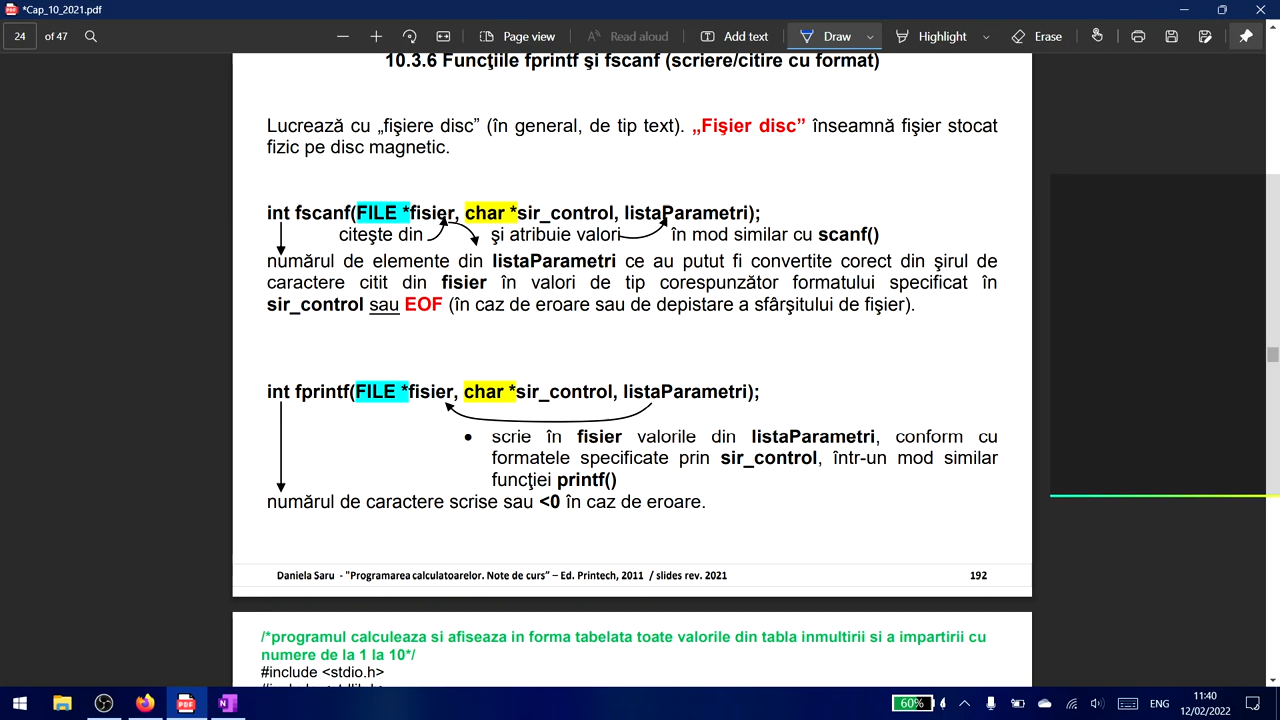 *Cap_10_2021.pdf
24 of 47 Page view Read aloud Add text Draw Highlight Erase
10.3.6 Funcţiile fprintf şi fscanf (scriere/citire cu format)
Lucrează cu „fişiere disc” (în general, de tip text). „Fişier disc” înseamnă fişier stocat
fizic pe disc magnetic.
int fscanf(FILE *fisier, char *sir_control, listaParametri);
citeşte din şi atribuie valori în mod similar cu scanf()
numărul de elemente din listaParametri ce au putut fi convertite corect din şirul de
caractere citit din fisier în valori de tip corespunzător formatului specificat în
sir_control sau EOF (în caz de eroare sau de depistare a sfârşitului de fişier).
int fprintf(FILE *fisier, char *sir_control, listaParametri);
• scrie în fisier valorile din listaParametri, conform cu
formatele specificate prin sir_control, într-un mod similar
funcţiei printf()
numărul de caractere scrise sau <0 în caz de eroare.
Daniela Saru - "Programarea calculatoarelor. Note de curs" – Ed. Printech, 2011 / slides rev. 2021 192
/*programul calculeaza si afiseaza in forma tabelata toate valorile din tabla inmultirii si a impartirii cu
numere de la 1 la 10*/
#include <stdio.h>
60% ENG 11:40
12/02/2022